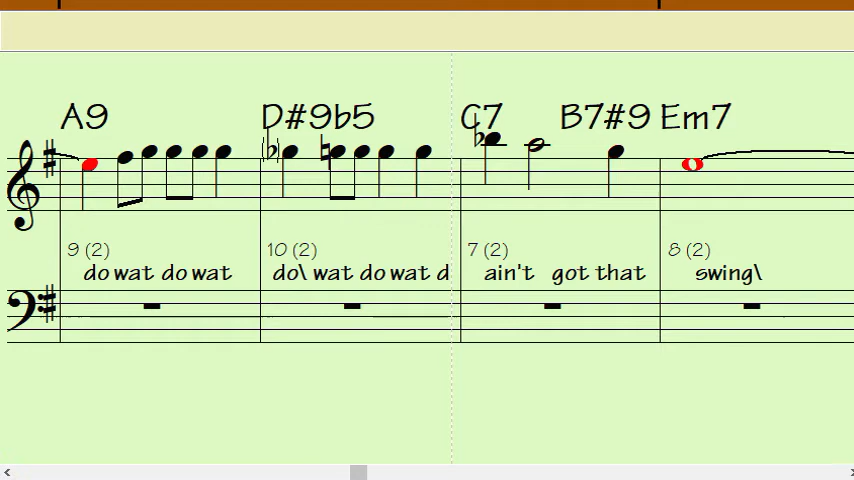 A9 D#9b5 C7 B7#9 Em7
9 (2) 10 (2) 7 (2) 8 (2)
do wat do wat do\ wat do wat d ain't got that swing\